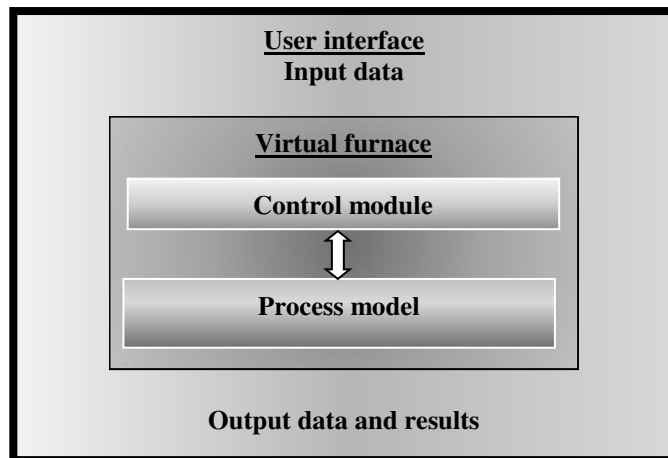 User interface
Input data
Virtual furnace
Control module
Process model
Output data and results